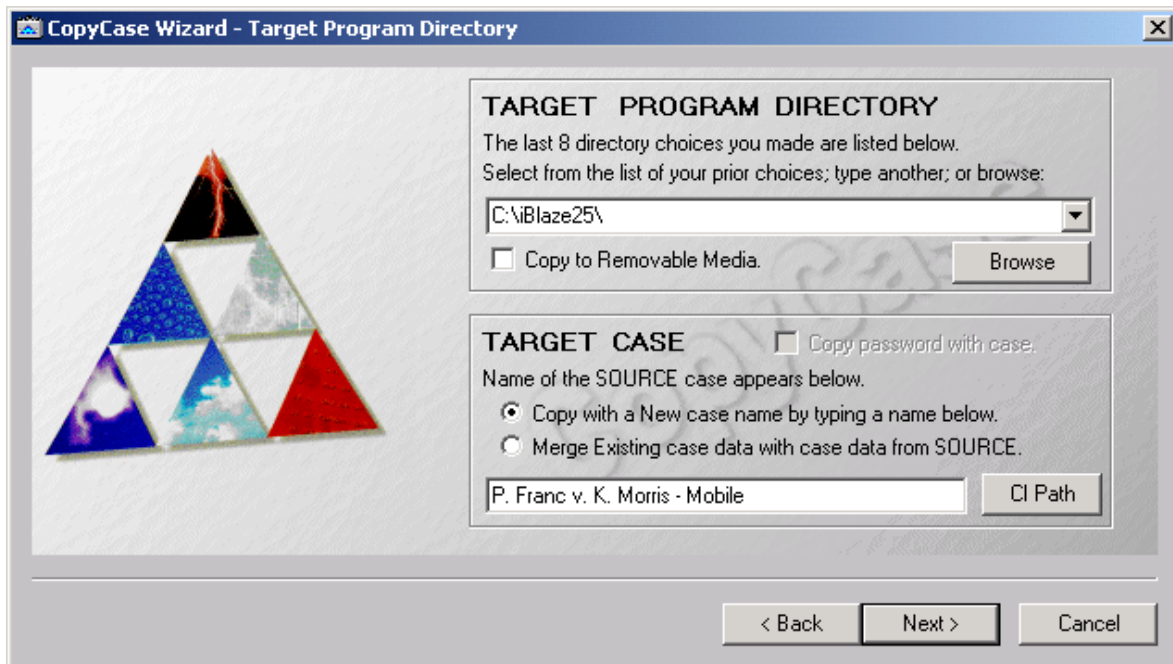 CopyCase Wizard - Target Program Directory
TARGET PROGRAM DIRECTORY
The last 8 directory choices you made are listed below.
Select from the list of your prior choices; type another; or browse:
C:\iBlaze25\
Copy to Removable Media.
Browse
TARGET CASE
Copy password with case.
Name of the SOURCE case appears below.
Copy with a New case name by typing a name below.
Merge Existing case data with case data from SOURCE.
P. Franc v. K. Morris - Mobile
CI Path
CopyCase
< Back
Next >
Cancel